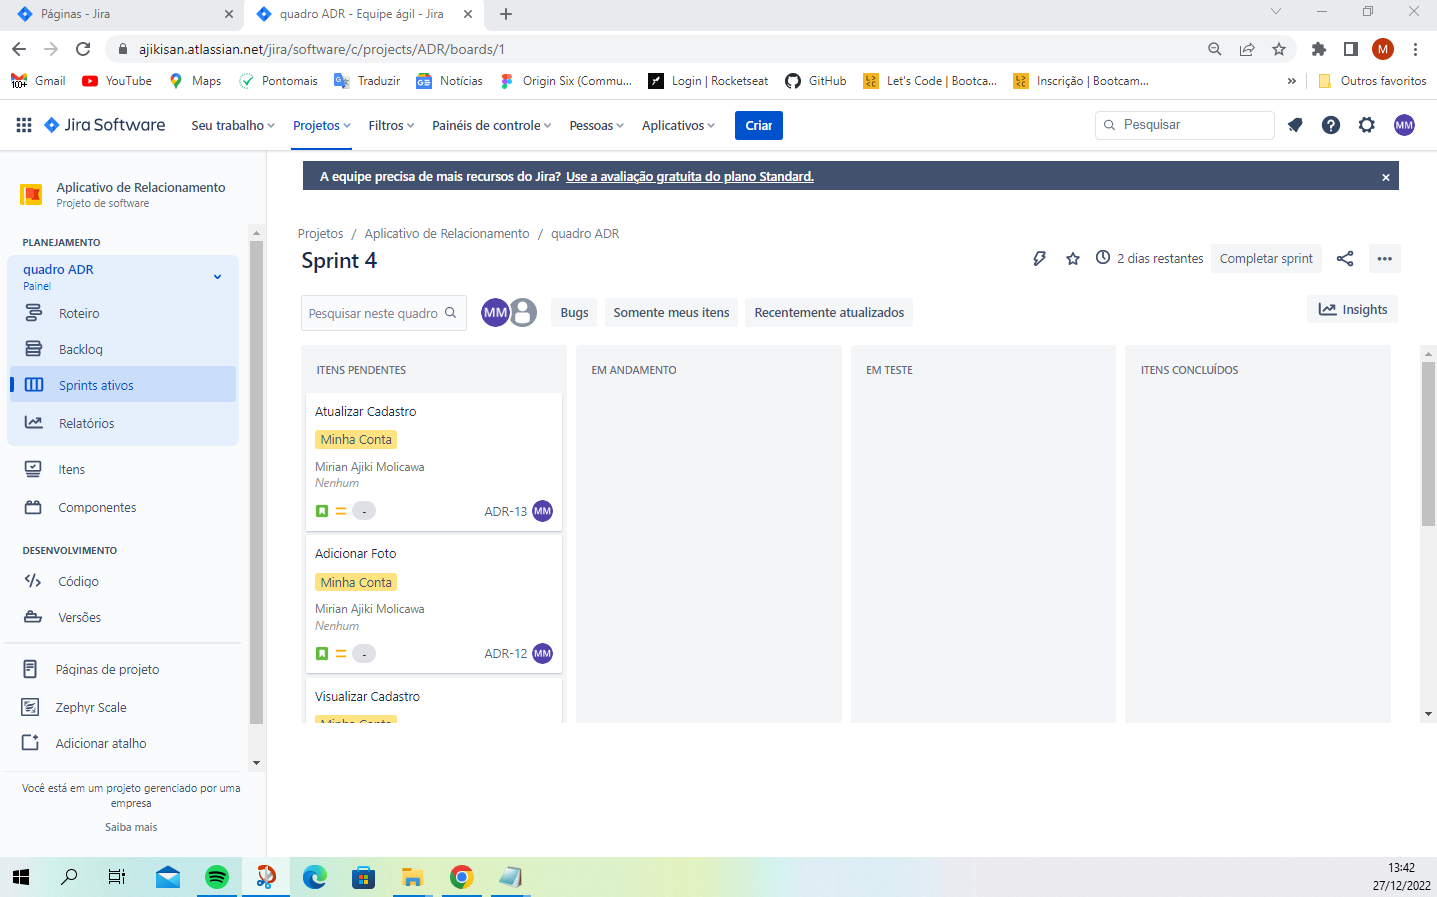 Páginas - Jira
quadro ADR - Equipe ágil - Jira
ajikisan.atlassian.net/jira/software/c/projects/ADR/boards/1
M
Gmail
YouTube
Maps
Pontomais
Traduzir
Notícias
Origin Six (Commu...
Login | Rocketseat
GitHub
Let's Code | Bootca...
Inscrição | Bootcam...
»
Outros favoritos
Jira Software
Seu trabalho
Projetos
Filtros
Painéis de controle
Pessoas
Aplicativos
Criar
Pesquisar
MM
Aplicativo de Relacionamento
Projeto de software
PLANEJAMENTO
quadro ADR
Painel
Roteiro
Backlog
Sprints ativos
Relatórios
Itens
Componentes
DESENVOLVIMENTO
Código
Versões
Páginas de projeto
Zephyr Scale
Adicionar atalho
Você está em um projeto gerenciado por uma
empresa
Saiba mais
A equipe precisa de mais recursos do Jira? Use a avaliação gratuita do plano Standard.
Projetos / Aplicativo de Relacionamento / quadro ADR
Sprint 4
2 dias restantes
Completar sprint
Pesquisar neste quadro
MM
Bugs
Somente meus itens
Recentemente atualizados
Insights
ITENS PENDENTES
EM ANDAMENTO
EM TESTE
ITENS CONCLUÍDOS
Atualizar Cadastro
Minha Conta
Mirian Ajiki Molicawa
Nenhum
-
ADR-13
MM
Adicionar Foto
Minha Conta
Mirian Ajiki Molicawa
Nenhum
-
ADR-12
MM
Visualizar Cadastro
Minha Conta
13:42
27/12/2022